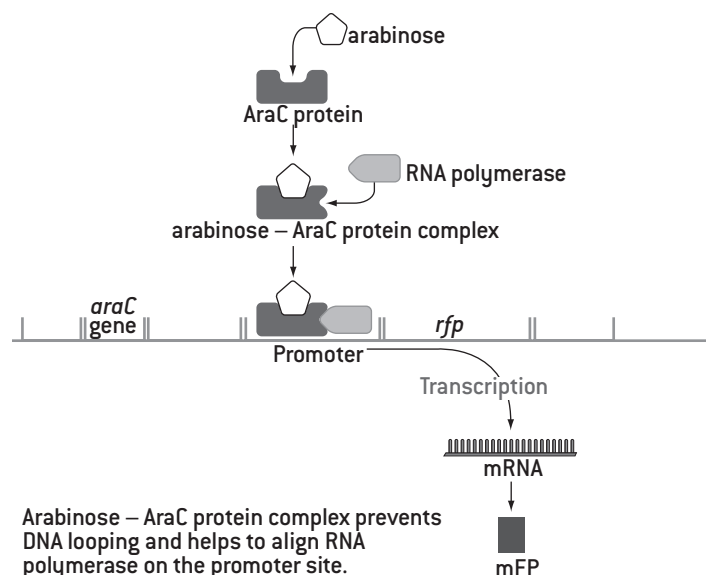 arabinose
AraC protein
RNA polymerase
arabinose – AraC protein complex
araC
gene
rfp
Promoter
Transcription
mRNA
Arabinose – AraC protein complex prevents
DNA looping and helps to align RNA
polymerase on the promoter site.
mFP